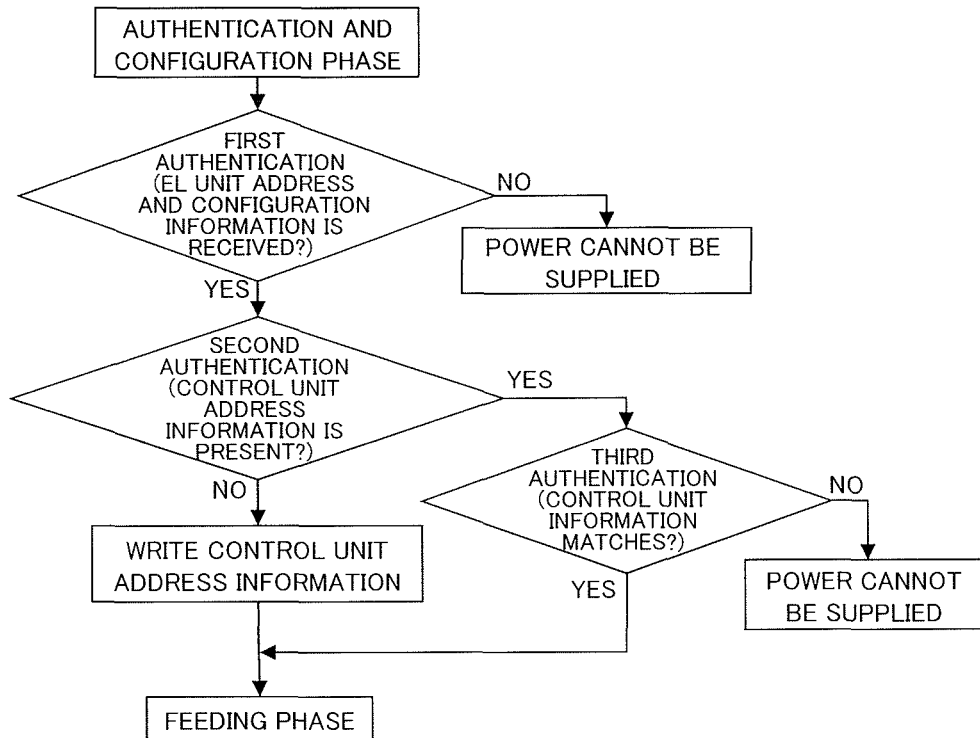 AUTHENTICATION AND
CONFIGURATION PHASE
FIRST
AUTHENTICATION
(EL UNIT ADDRESS
AND CONFIGURATION
INFORMATION IS
RECEIVED?)
NO
POWER CANNOT BE
SUPPLIED
YES
SECOND
AUTHENTICATION
(CONTROL UNIT
ADDRESS
INFORMATION IS
PRESENT?)
YES
THIRD
AUTHENTICATION
(CONTROL UNIT
INFORMATION
MATCHES?)
NO
POWER CANNOT
BE SUPPLIED
NO
WRITE CONTROL UNIT
ADDRESS INFORMATION
YES
FEEDING PHASE